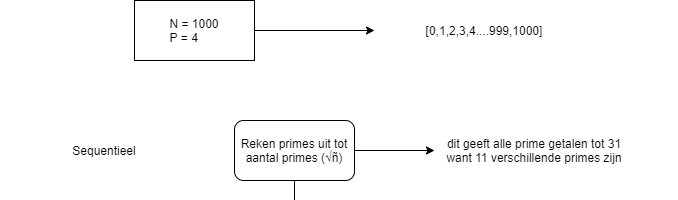 N = 1000
P = 4
[0,1,2,3,4....999,1000]
Sequentieel
Reken primes uit tot
aantal primes (√ñ)
dit geeft alle prime getalen tot 31
want 11 verschillende primes zijn